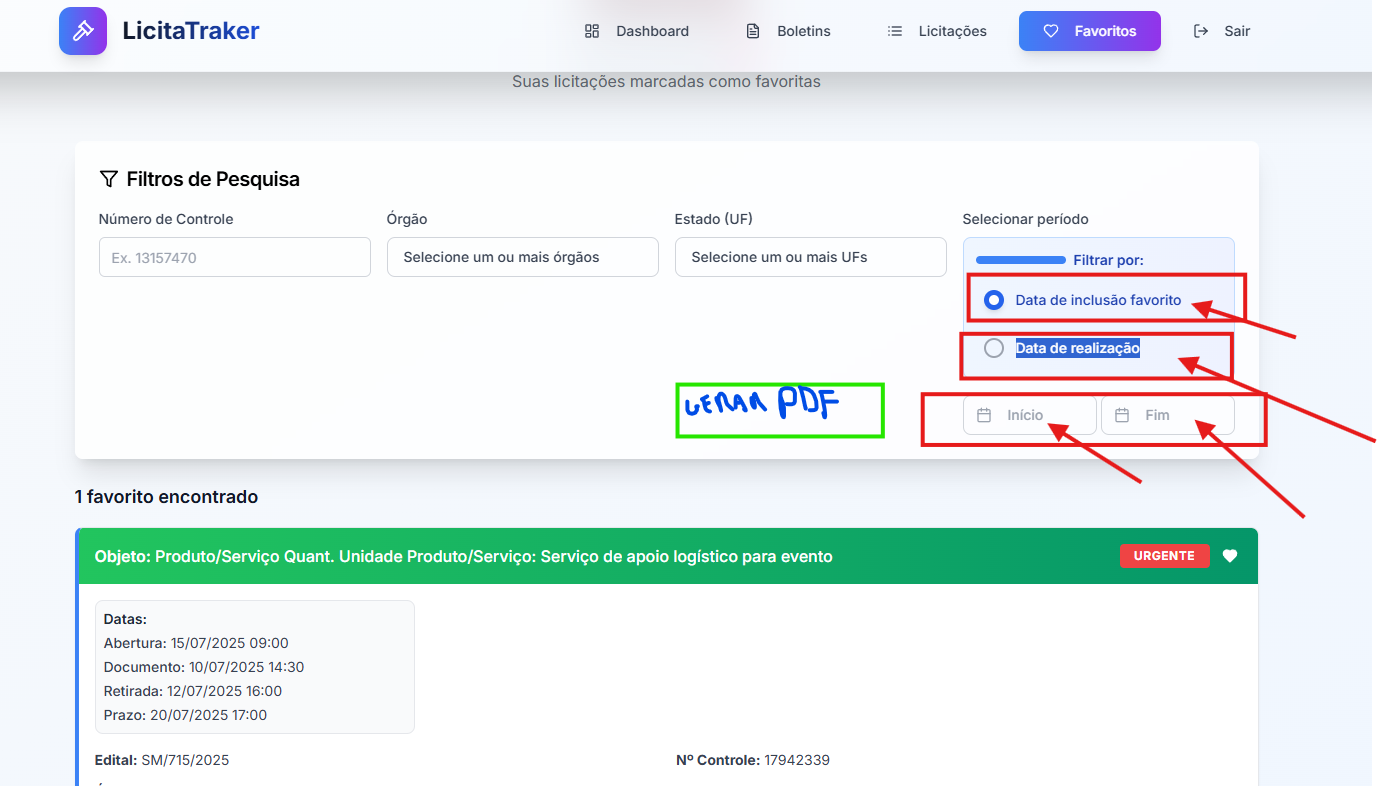 LicitaTraker
Dashboard
Boletins
Licitações
Favoritos
Sair
Suas licitações marcadas como favoritas
Filtros de Pesquisa
Número de Controle
Órgão
Estado (UF)
Selecionar período
Ex. 13157470
Selecione um ou mais órgãos
Selecione um ou mais UFs
Filtrar por:
Data de inclusão favorito
Data de realização
GERAR PDF
Início
Fim
1 favorito encontrado
Objeto: Produto/Serviço Quant. Unidade Produto/Serviço: Serviço de apoio logístico para evento
URGENTE
Datas:
Abertura: 15/07/2025 09:00
Documento: 10/07/2025 14:30
Retirada: 12/07/2025 16:00
Prazo: 20/07/2025 17:00
Edital: SM/715/2025
Nº Controle: 17942339